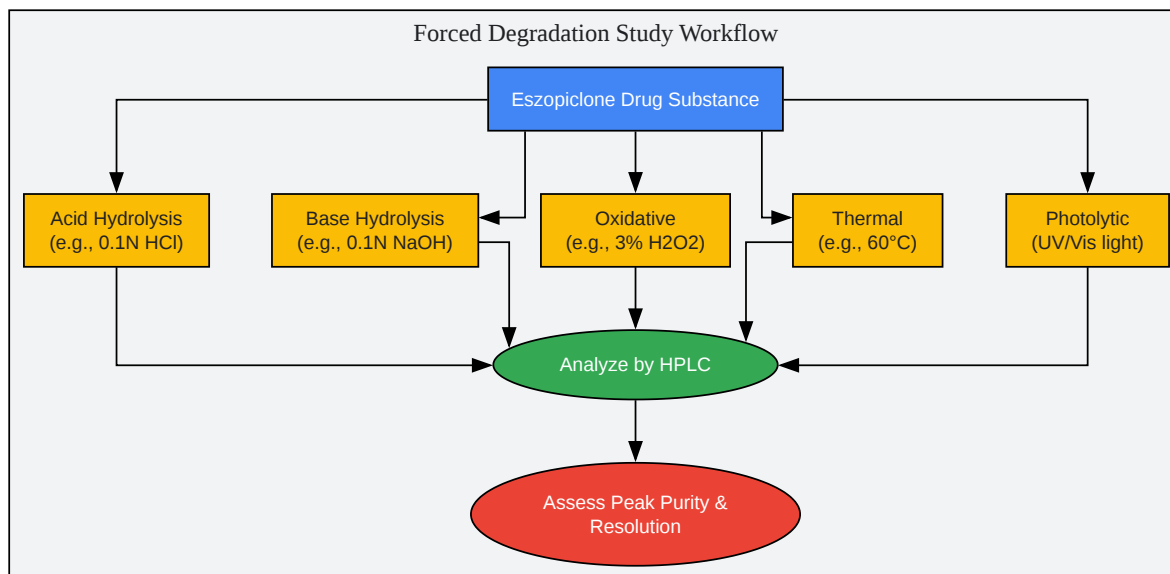 Forced Degradation Study Workflow
Eszopiclone Drug Substance
Acid Hydrolysis
(e.g., 0.1N HCl)
Base Hydrolysis
(e.g., 0.1N NaOH)
Oxidative
(e.g., 3% H2O2)
Thermal
(e.g., 60°C)
Photolytic
(UV/Vis light)
Analyze by HPLC
Assess Peak Purity &
Resolution